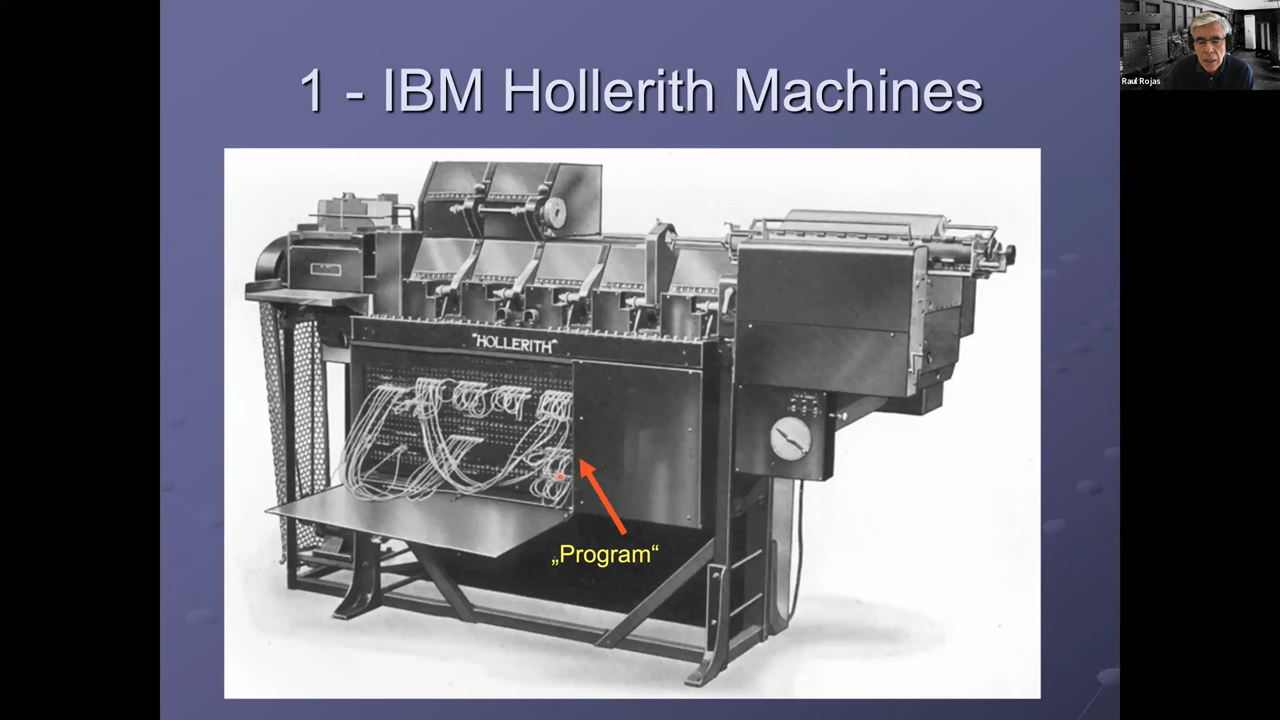 1 - IBM Hollerith Machines
Raul Rojas
"HOLLERITH"
„Program“